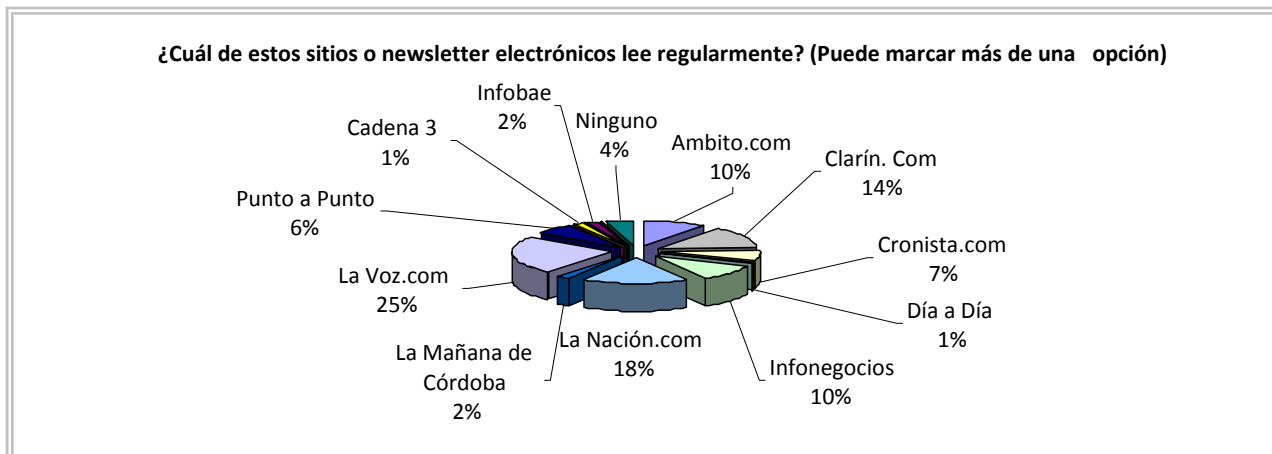 ¿Cuál de estos sitios o newsletter electrónicos lee regularmente? (Puede marcar más de una opción)
Infobae
2%
Ninguno
4%
Ambito.com
10%
Clarín. Com
14%
Cadena 3
1%
Punto a Punto
6%
Cronista.com
7%
La Voz.com
25%
Día a Día
1%
La Mañana de
Córdoba
2%
La Nación.com
18%
Infonegocios
10%